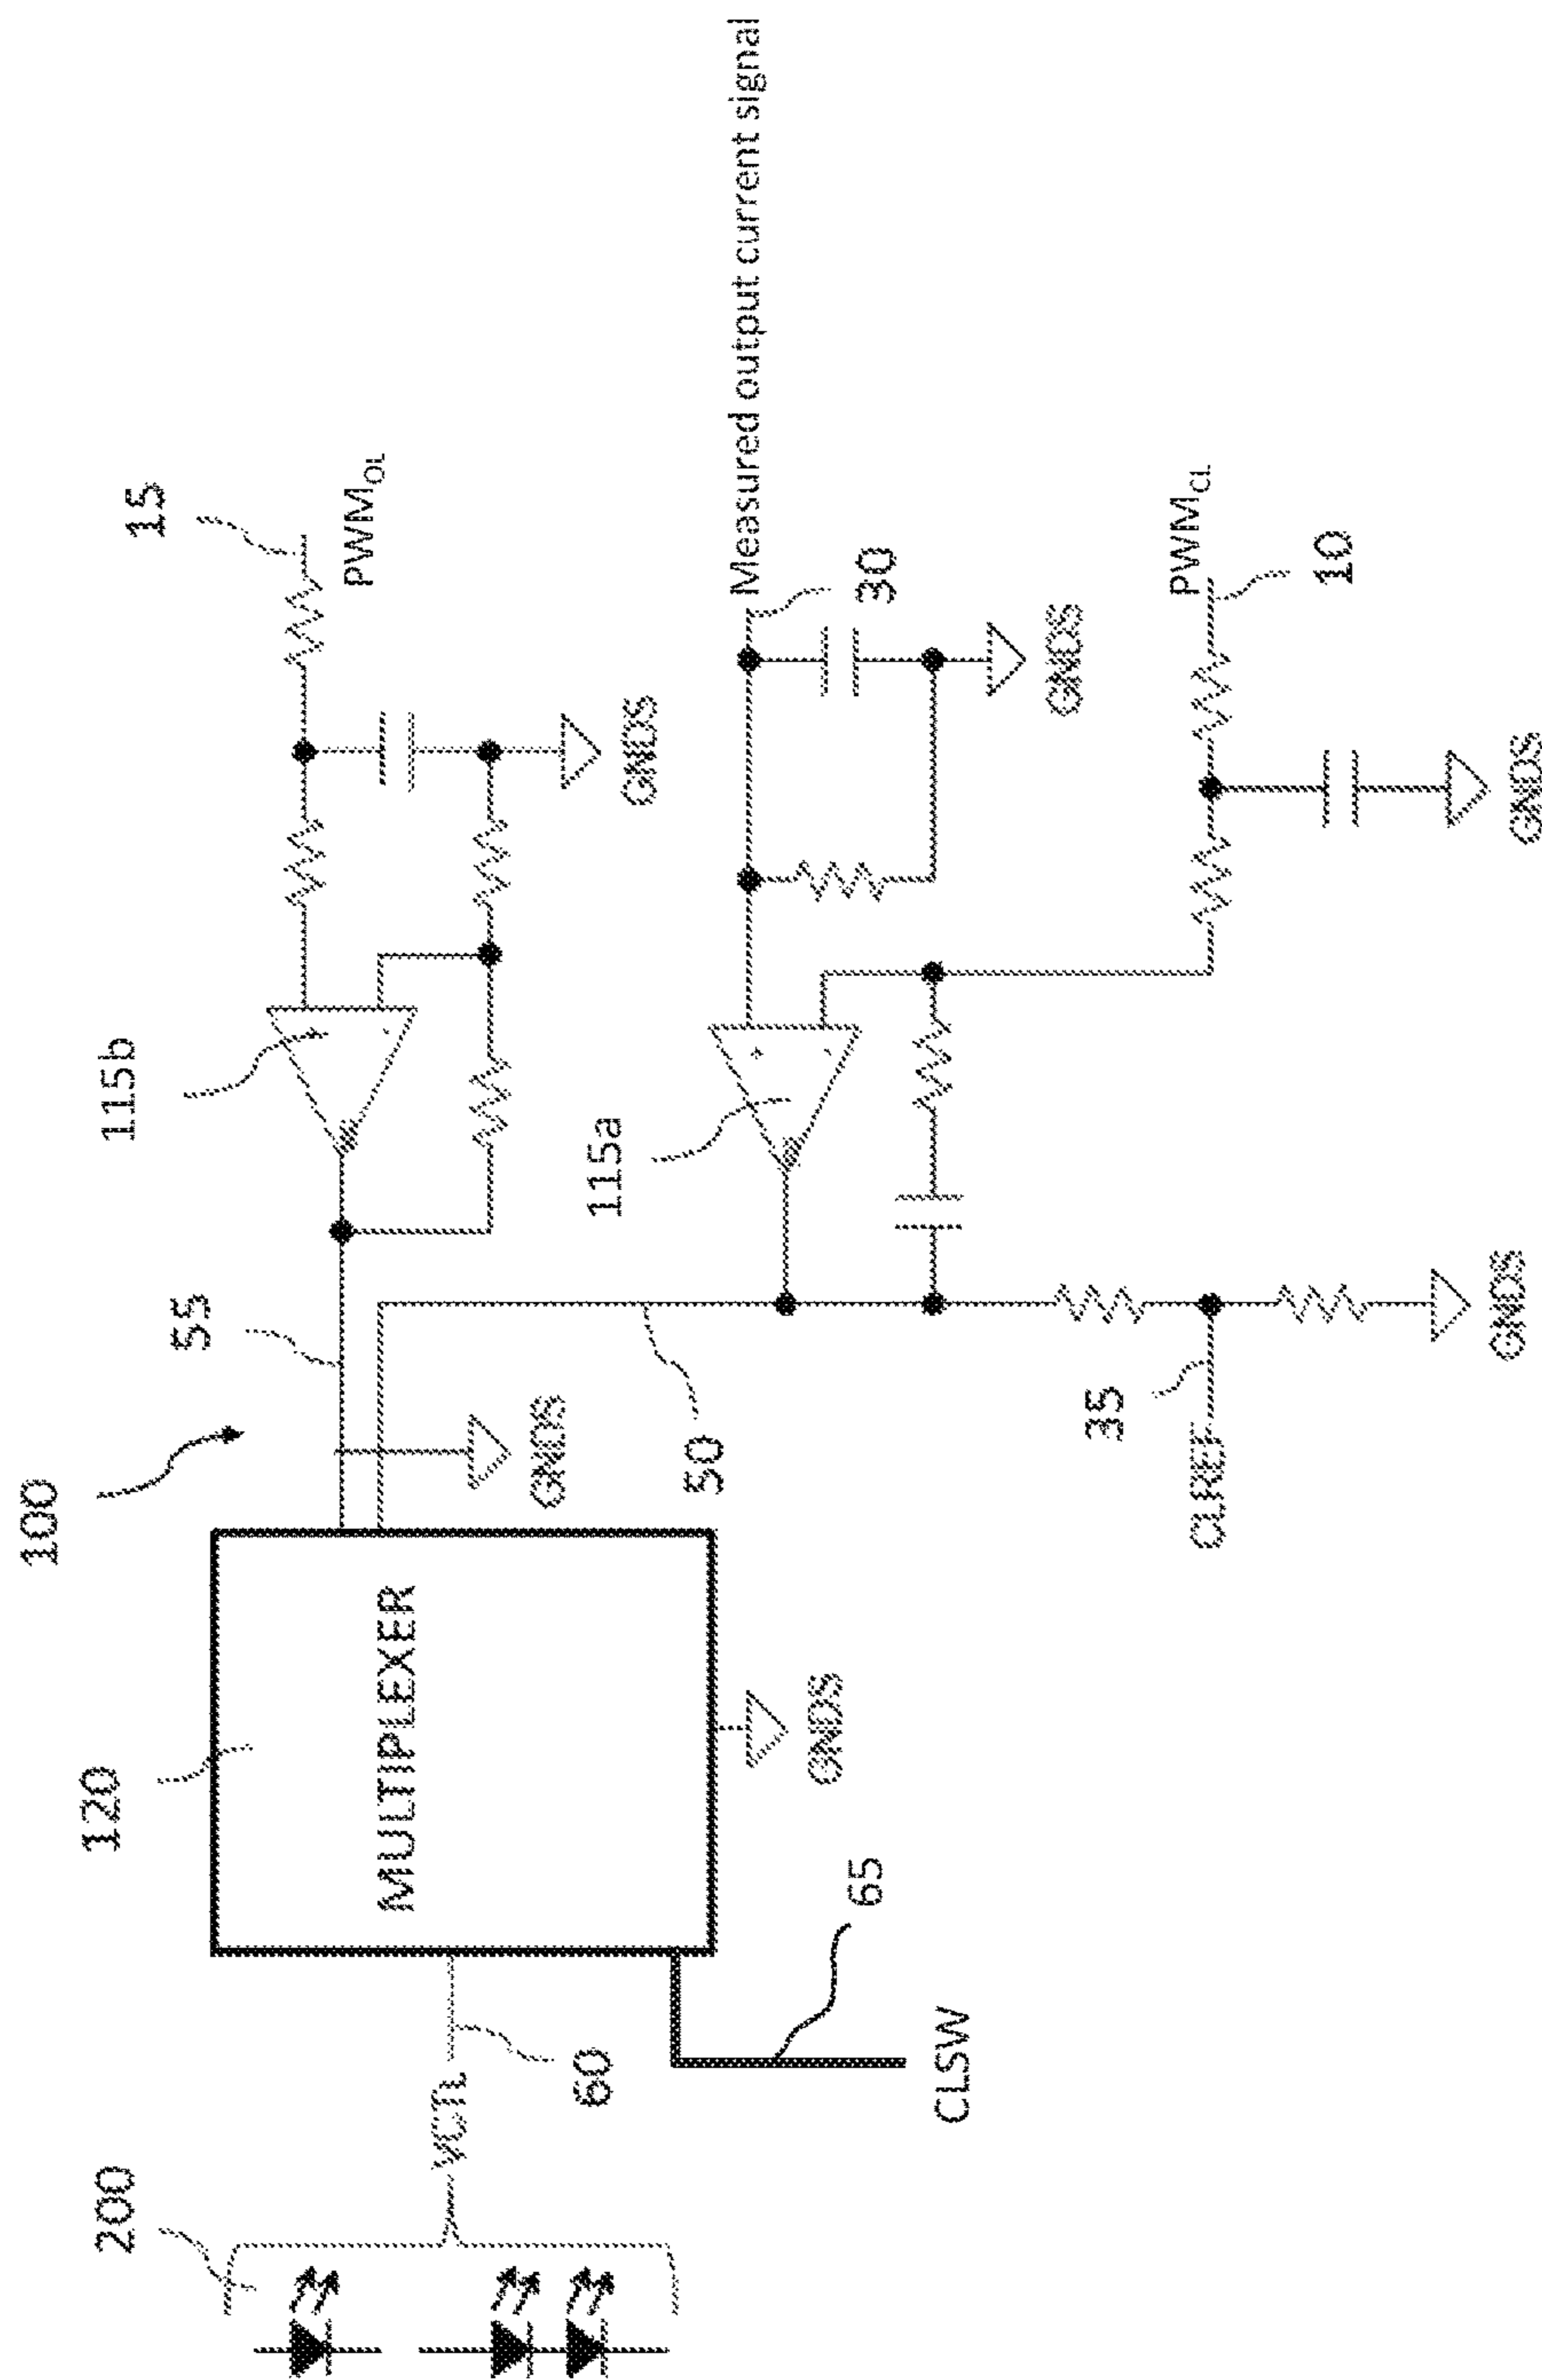 100
15
PWM_OL
115b
55
GNDS
120
MULTIPLEXER
200
VCTL
60
65
CLSW
GNDS
GNDS
50
Measured output current signal
30
GNDS
115a
PWM_CL
10
GNDS
35
CLREF
GNDS